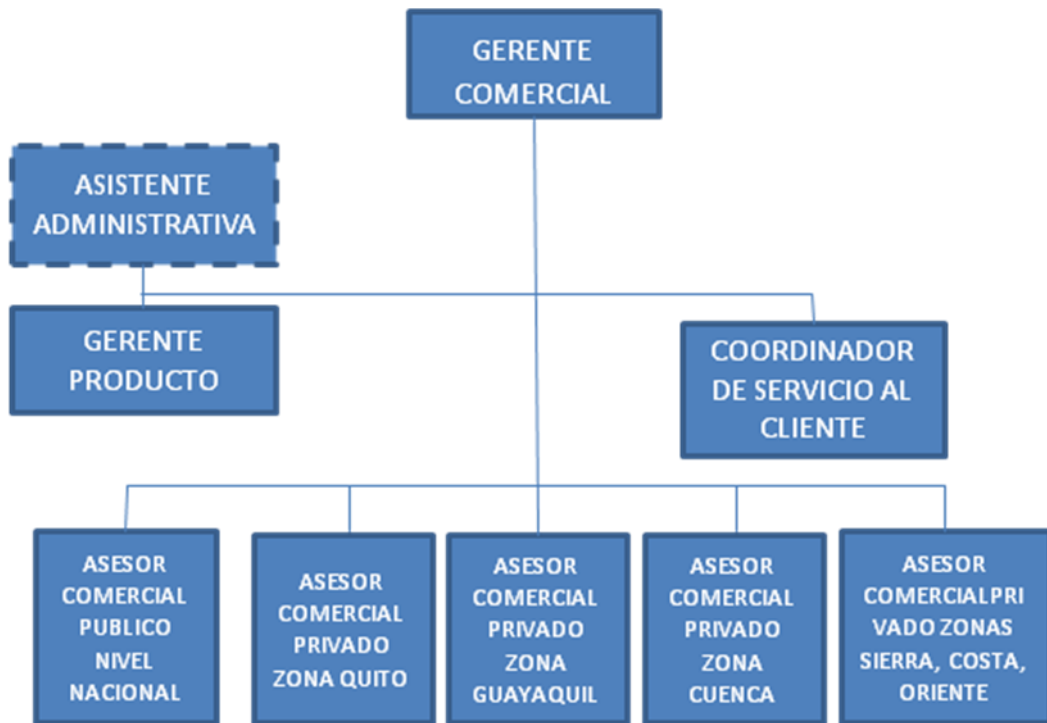 GERENTE
COMERCIAL
ASISTENTE
ADMINISTRATIVA
GERENTE
PRODUCTO
COORDINADOR
DE SERVICIO AL
CLIENTE
ASESOR
COMERCIAL
PUBLICO
NIVEL
NACIONAL
ASESOR
COMERCIAL
PRIVADO
ZONA QUITO
ASESOR
COMERCIAL
PRIVADO
ZONA
GUAYAQUIL
ASESOR
COMERCIAL
PRIVADO
ZONA
CUENCA
ASESOR
COMERCIALPRI
VADO ZONAS
SIERRA, COSTA,
ORIENTE